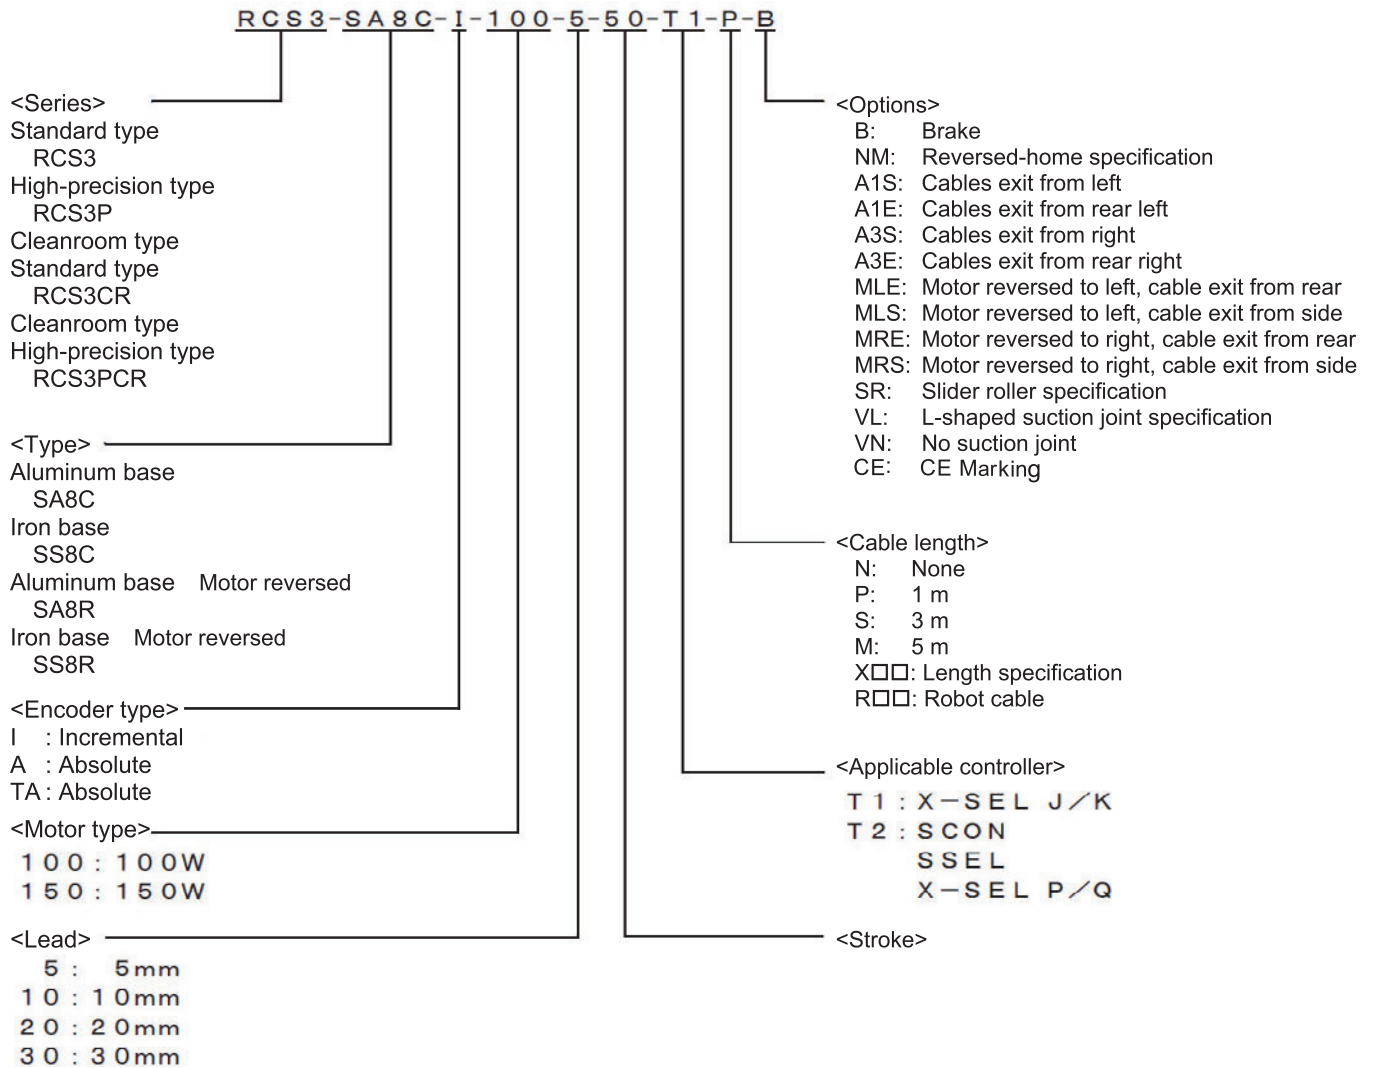 RCS3-SA8C-I-100-5-50-T1-P-B
<Series>
Standard type
RCS3
High-precision type
RCS3P
Cleanroom type
Standard type
RCS3CR
Cleanroom type
High-precision type
RCS3PCR
<Type>
Aluminum base
SA8C
Iron base
SS8C
Aluminum base Motor reversed
SA8R
Iron base Motor reversed
SS8R
<Encoder type>
I : Incremental
A : Absolute
TA : Absolute
<Motor type>
100 : 100W
150 : 150W
<Lead>
5 : 5mm
10 : 10mm
20 : 20mm
30 : 30mm
<Options>
B: Brake
NM: Reversed-home specification
A1S: Cables exit from left
A1E: Cables exit from rear left
A3S: Cables exit from right
A3E: Cables exit from rear right
MLE: Motor reversed to left, cable exit from rear
MLS: Motor reversed to left, cable exit from side
MRE: Motor reversed to right, cable exit from rear
MRS: Motor reversed to right, cable exit from side
SR: Slider roller specification
VL: L-shaped suction joint specification
VN: No suction joint
CE: CE Marking
<Cable length>
N: None
P: 1 m
S: 3 m
M: 5 m
X□□: Length specification
R□□: Robot cable
<Applicable controller>
T1 : X-SEL J/K
T2 : SCON
SSEL
X-SEL P/Q
<Stroke>